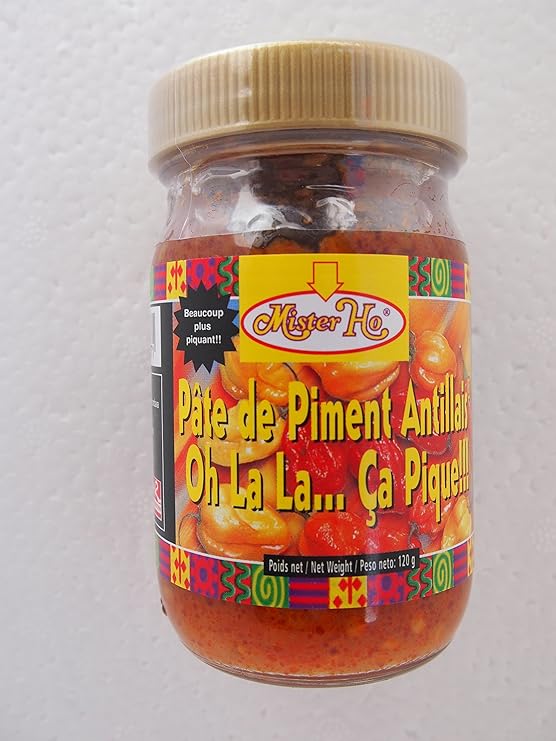 Beaucoup
plus
piquant!!
Mister Ho®
Pâte de Piment Antillais
Oh La La... Ça Pique!!!
Poids net / Net Weight / Peso neto: 120 g